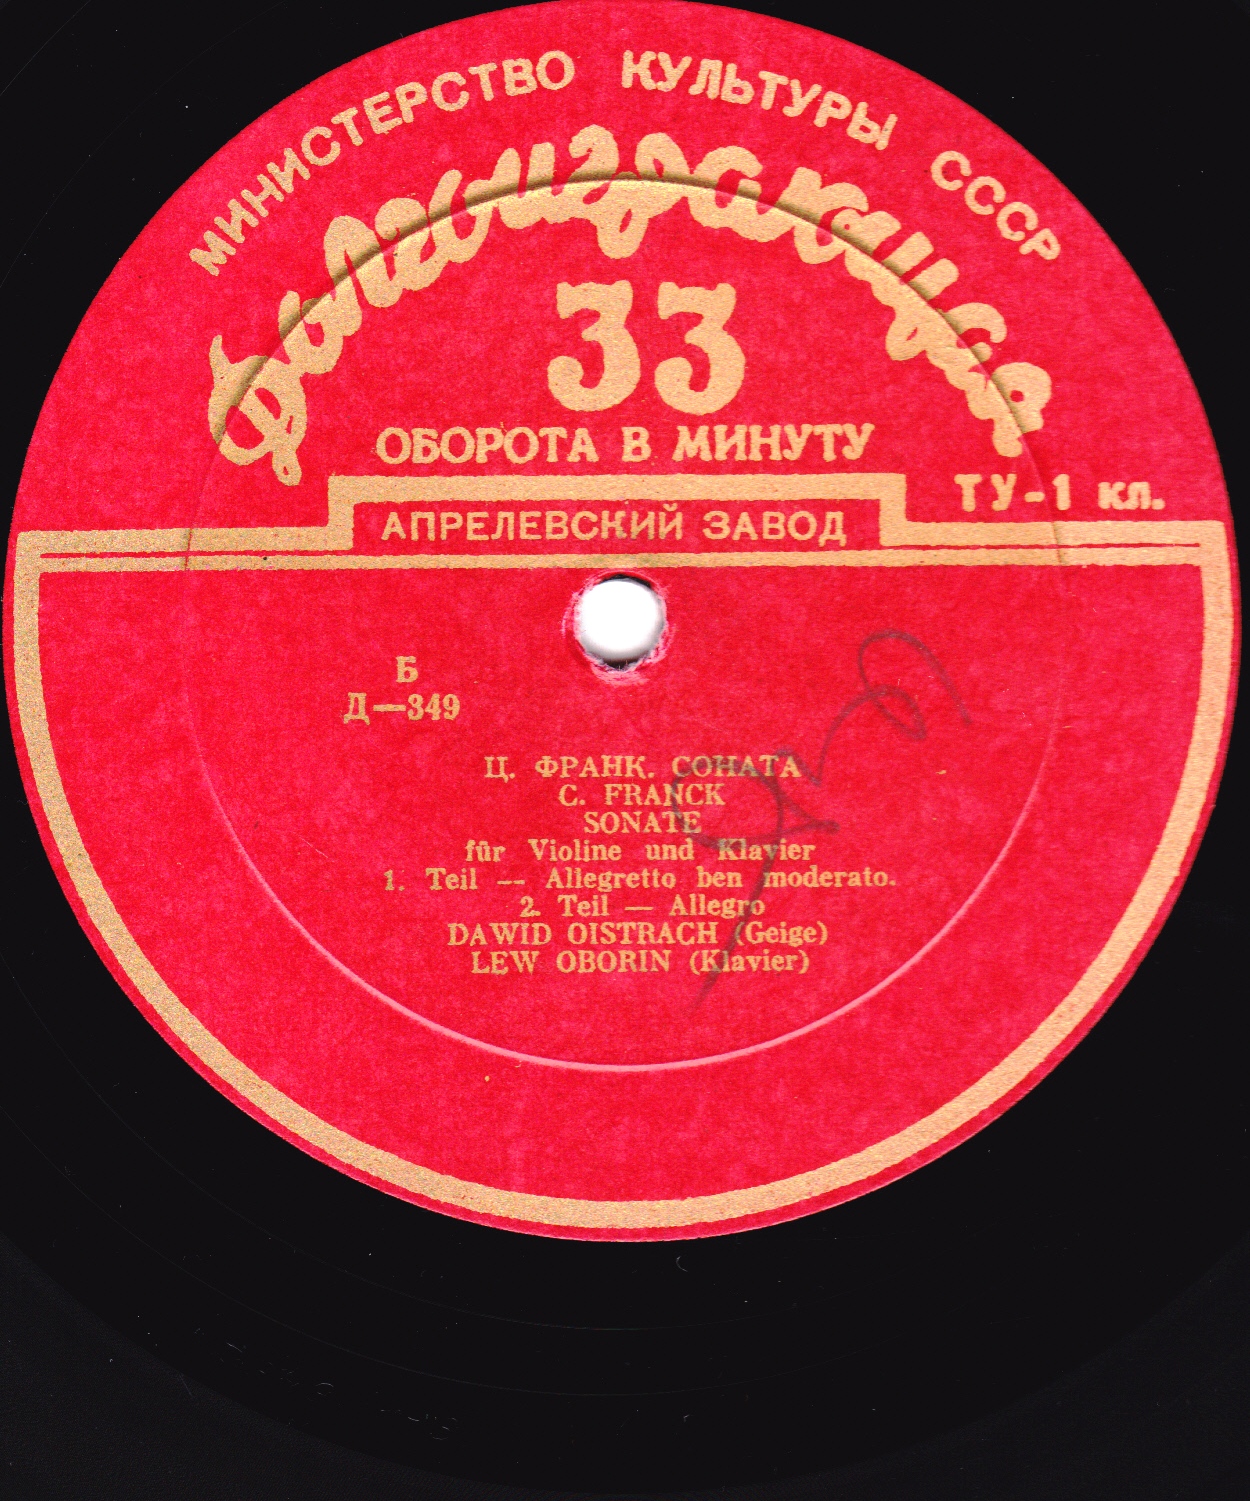 МИНИСТЕРСТВО КУЛЬТУРЫ СССР
Долгоиграющая
33
ОБОРОТА В МИНУТУ
ТУ-1 кл.
АПРЕЛЕВСКИЙ ЗАВОД
Б
Д—349
Ц. ФРАНК. СОНАТА
C. FRANCK
SONATE
für Violine und Klavier
1. Teil — Allegretto ben moderato.
2. Teil — Allegro
DAWID OISTRACH (Geige)
LEW OBORIN (Klavier)